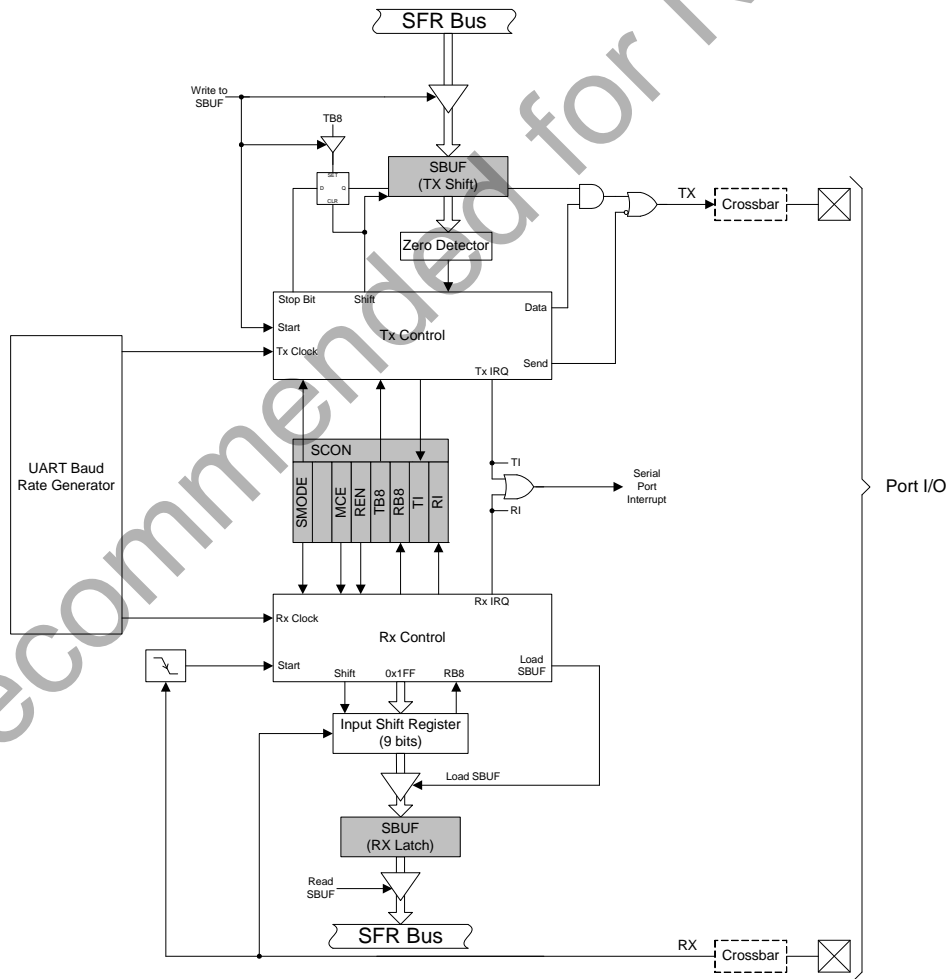 SFR Bus
Write to
SBUF
TB8
SET
D
Q
CLR
SBUF
(TX Shift)
TX
Crossbar
Zero Detector
Stop Bit
Shift
Data
Start
Tx Control
Tx Clock
Send
Tx IRQ
UART Baud
Rate Generator
SCON
SMODE
MCE
REN
TB8
RB8
TI
RI
TI
RI
Serial
Port
Interrupt
Port I/O
Rx IRQ
Rx Clock
Rx Control
Start
Load
SBUF
Shift
0x1FF
RB8
Input Shift Register
(9 bits)
Load SBUF
SBUF
(RX Latch)
Read
SBUF
SFR Bus
RX
Crossbar
ecommended for